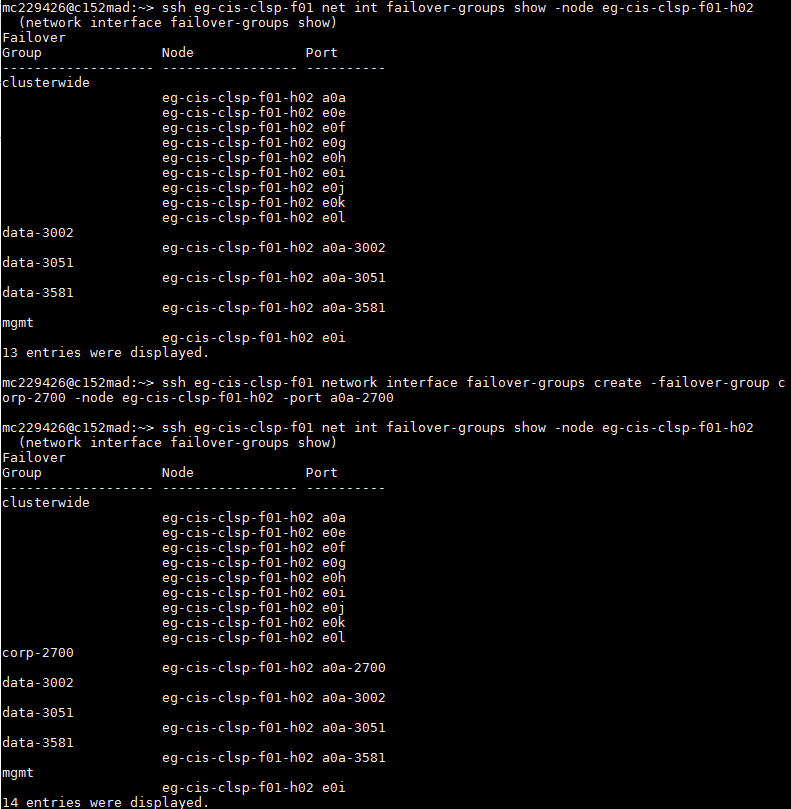 mc229426@c152mad:~> ssh eg-cis-clsp-f01 net int failover-groups show -node eg-cis-clsp-f01-h02
  (network interface failover-groups show)
Failover
Group               Node              Port
------------------- ----------------- ----------
clusterwide
                    eg-cis-clsp-f01-h02 a0a
                    eg-cis-clsp-f01-h02 e0e
                    eg-cis-clsp-f01-h02 e0f
                    eg-cis-clsp-f01-h02 e0g
                    eg-cis-clsp-f01-h02 e0h
                    eg-cis-clsp-f01-h02 e0i
                    eg-cis-clsp-f01-h02 e0j
                    eg-cis-clsp-f01-h02 e0k
                    eg-cis-clsp-f01-h02 e0l
data-3002
                    eg-cis-clsp-f01-h02 a0a-3002
data-3051
                    eg-cis-clsp-f01-h02 a0a-3051
data-3581
                    eg-cis-clsp-f01-h02 a0a-3581
mgmt
                    eg-cis-clsp-f01-h02 e0i
13 entries were displayed.

mc229426@c152mad:~> ssh eg-cis-clsp-f01 network interface failover-groups create -failover-group c
orp-2700 -node eg-cis-clsp-f01-h02 -port a0a-2700

mc229426@c152mad:~> ssh eg-cis-clsp-f01 net int failover-groups show -node eg-cis-clsp-f01-h02
  (network interface failover-groups show)
Failover
Group               Node              Port
------------------- ----------------- ----------
clusterwide
                    eg-cis-clsp-f01-h02 a0a
                    eg-cis-clsp-f01-h02 e0e
                    eg-cis-clsp-f01-h02 e0f
                    eg-cis-clsp-f01-h02 e0g
                    eg-cis-clsp-f01-h02 e0h
                    eg-cis-clsp-f01-h02 e0i
                    eg-cis-clsp-f01-h02 e0j
                    eg-cis-clsp-f01-h02 e0k
                    eg-cis-clsp-f01-h02 e0l
corp-2700
                    eg-cis-clsp-f01-h02 a0a-2700
data-3002
                    eg-cis-clsp-f01-h02 a0a-3002
data-3051
                    eg-cis-clsp-f01-h02 a0a-3051
data-3581
                    eg-cis-clsp-f01-h02 a0a-3581
mgmt
                    eg-cis-clsp-f01-h02 e0i
14 entries were displayed.